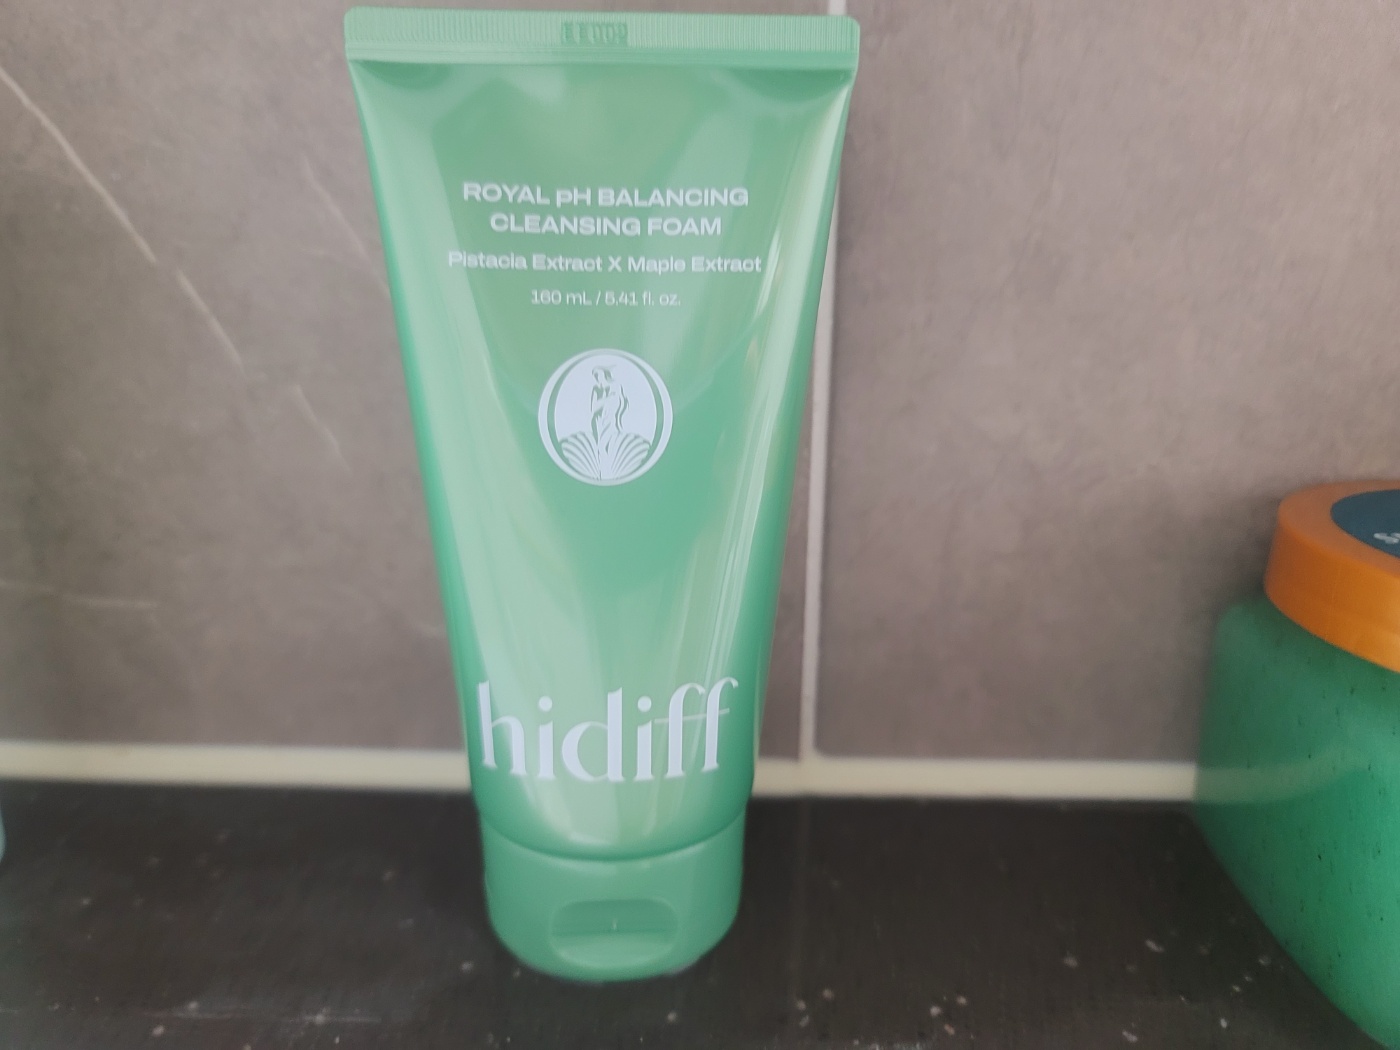 ROYAL pH BALANCING
CLEANSING FOAM
Pistacia Extract X Maple Extract
160 mL / 5.41 fl. oz.
hidiff